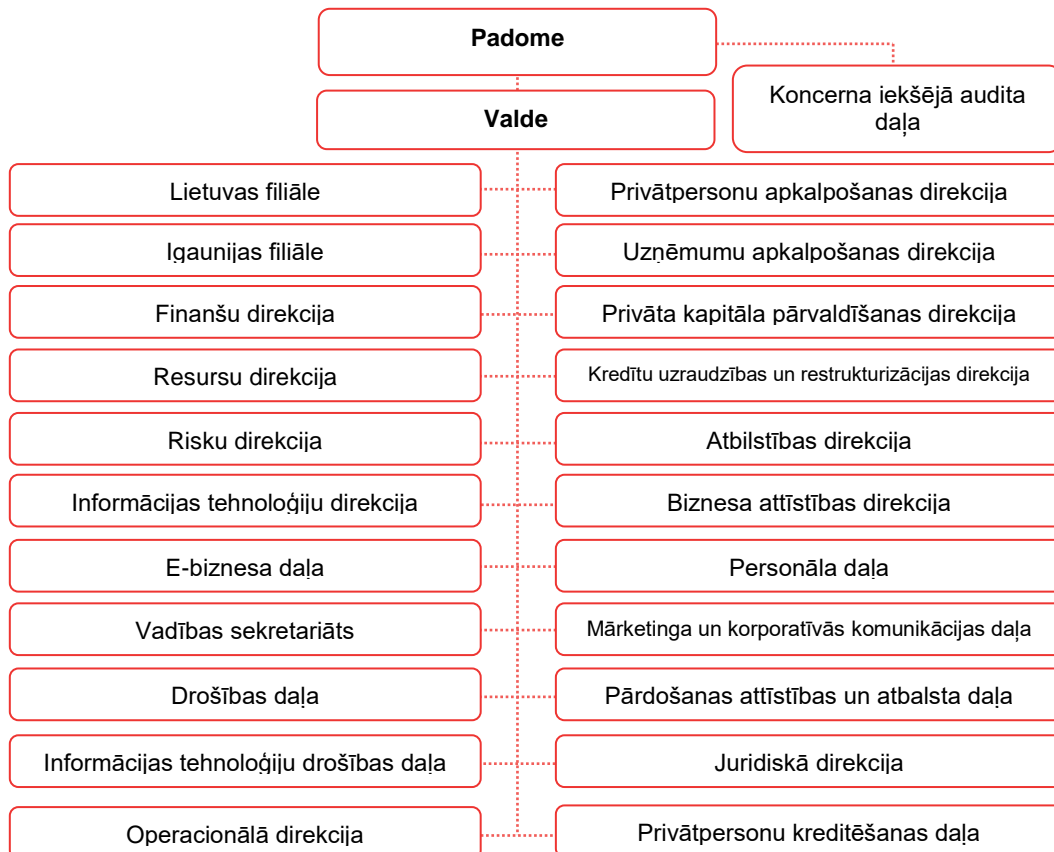 Padome
Koncerna iekšējā audita
daļa
Valde
Lietuvas filiāle
Privātpersonu apkalpošanas direkcija
Igaunijas filiāle
Uzņēmumu apkalpošanas direkcija
Finanšu direkcija
Privāta kapitāla pārvaldīšanas direkcija
Resursu direkcija
Kredītu uzraudzības un restrukturizācijas direkcija
Risku direkcija
Atbilstības direkcija
Informācijas tehnoloģiju direkcija
Biznesa attīstības direkcija
E-biznesa daļa
Personāla daļa
Vadības sekretariāts
Mārketinga un korporatīvās komunikācijas daļa
Drošības daļa
Pārdošanas attīstības un atbalsta daļa
Informācijas tehnoloģiju drošības daļa
Juridiskā direkcija
Operacionālā direkcija
Privātpersonu kreditēšanas daļa